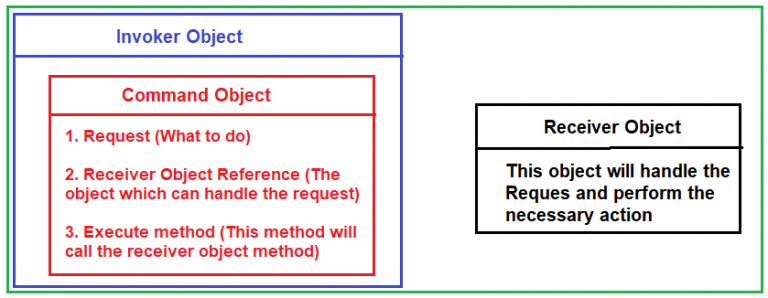 Invoker Object
Command Object
1. Request (What to do)
2. Receiver Object Reference (The
object which can handle the request)
3. Execute method (This method will
call the receiver object method)
Receiver Object
This object will handle the
Reques and perform the
necessary action